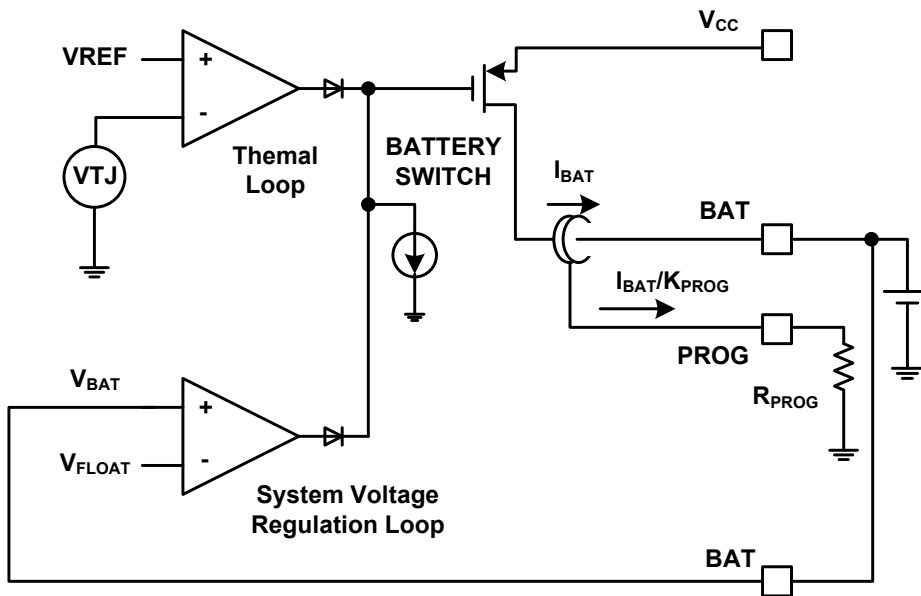 VCC
VREF
+
-
VTJ
Themal
Loop
BATTERY
SWITCH
IBAT
BAT
IBAT/KPROG
PROG
RPROG
VBAT
+
VFLOAT
-
System Voltage
Regulation Loop
BAT